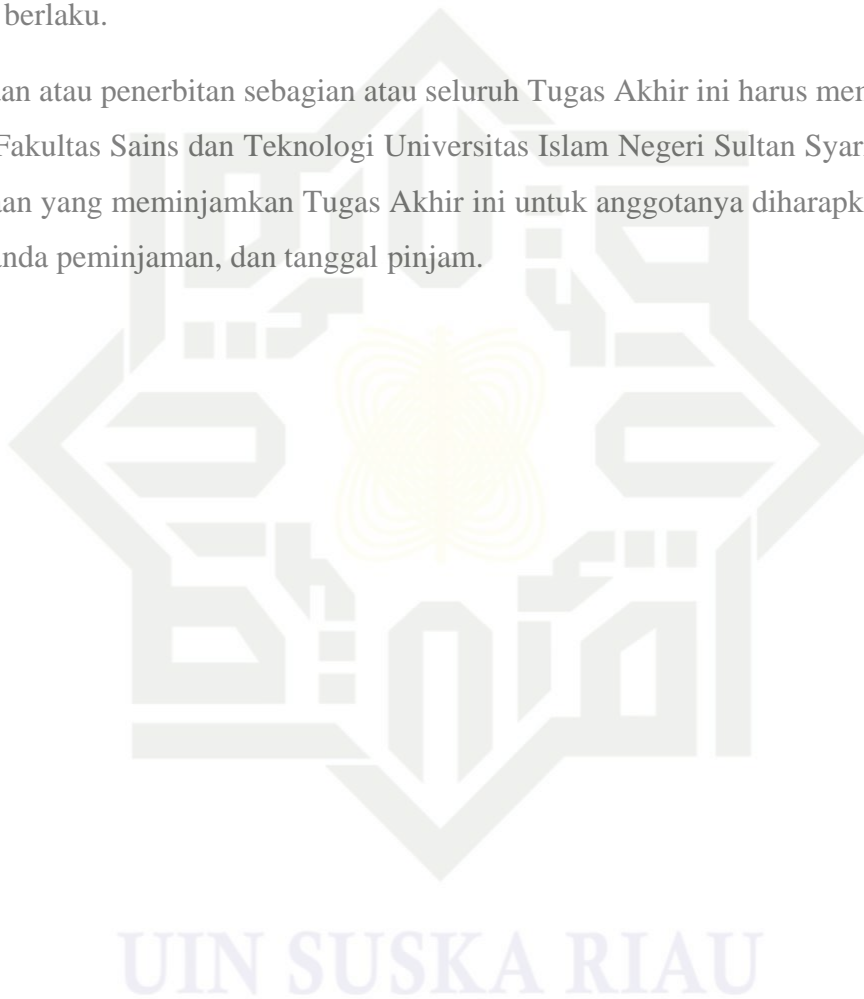 berlaku.
an atau penerbitan sebagian atau seluruh Tugas Akhir ini harus
Fakultas Sains dan Teknologi Universitas Islam Negeri Sultan Syar
an yang meminjamkan Tugas Akhir ini untuk anggotanya diharapk
nda peminjaman, dan tanggal pinjam.
UIN SUSKA RIAU